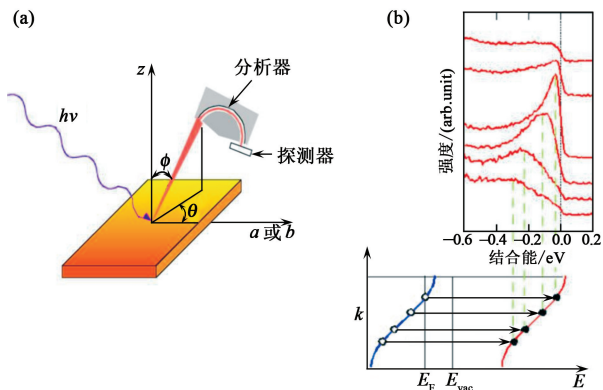 (a)
z
分析器
hν
ϕ
探测器
θ
a 或 b
(b)
强度/(arb.unit)
−0.6 −0.4 −0.2 0.0 0.2
结合能/eV
k
E_F E_vac E